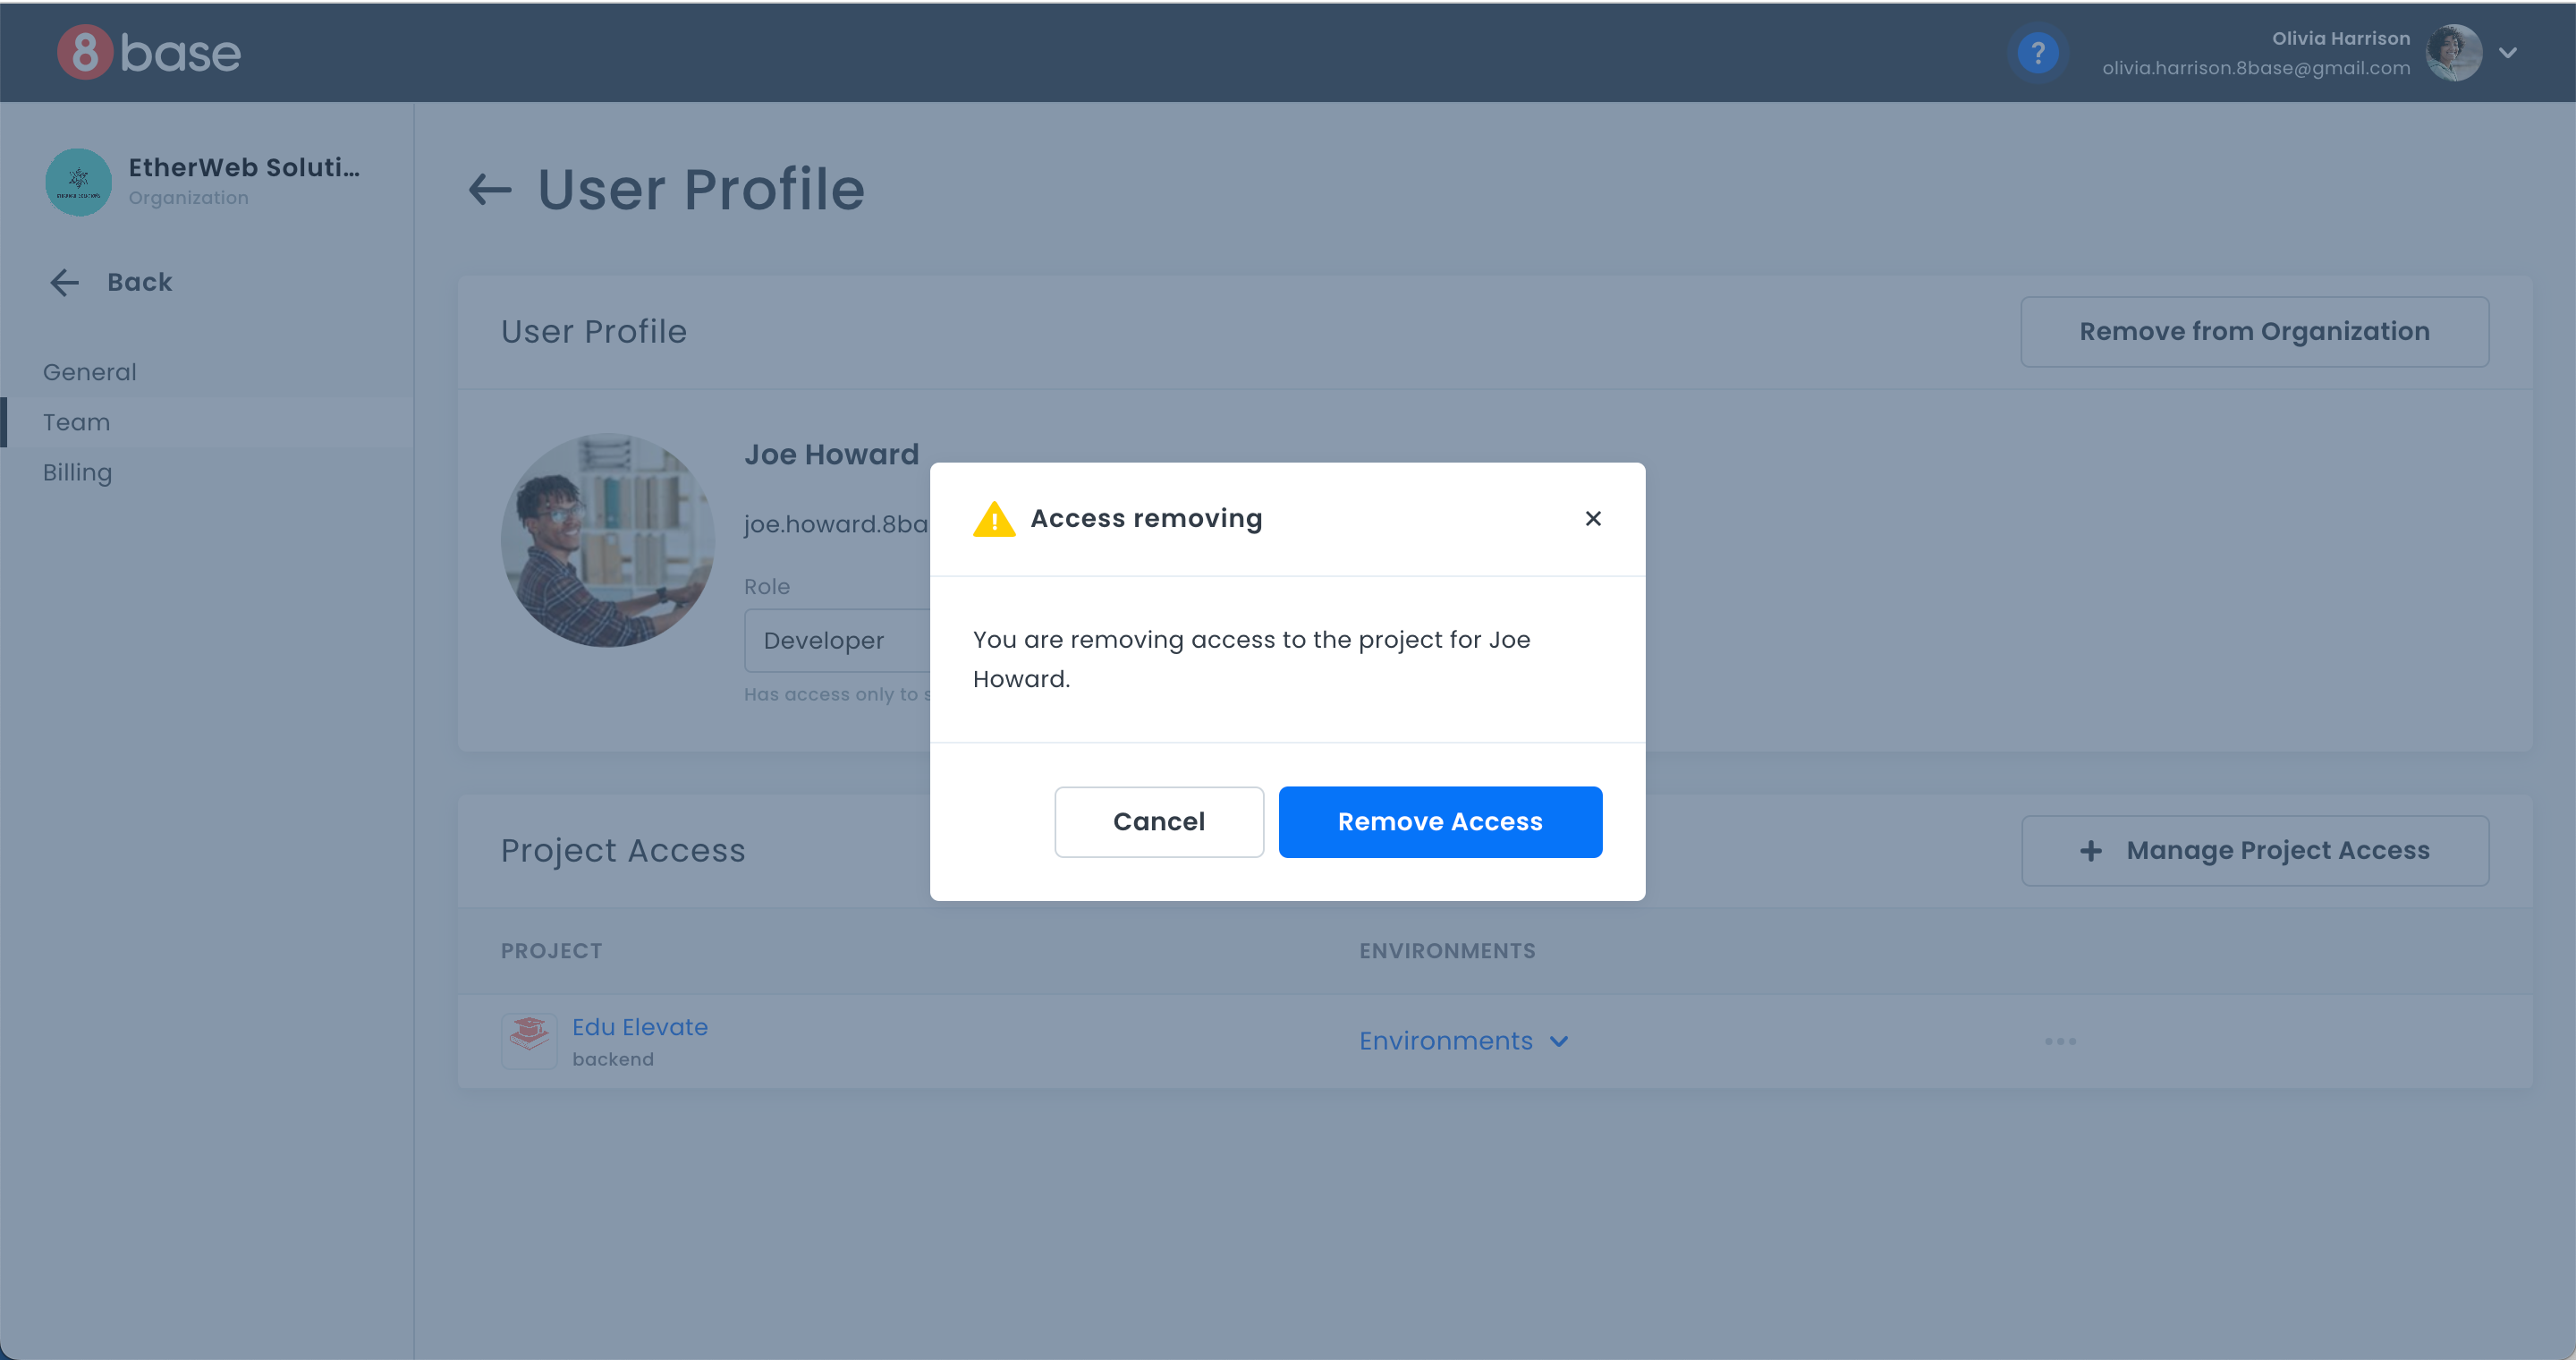 8base
?
Olivia Harrison
olivia.harrison.8base@gmail.com
EtherWeb Soluti...
Organization
Back
General
Team
Billing
User Profile
User Profile
Remove from Organization
Joe Howard
joe.howard.8ba
Role
Developer
Has access only to
Access removing
You are removing access to the project for Joe
Howard.
Cancel
Remove Access
Project Access
Manage Project Access
PROJECT
ENVIRONMENTS
Edu Elevate
backend
Environments